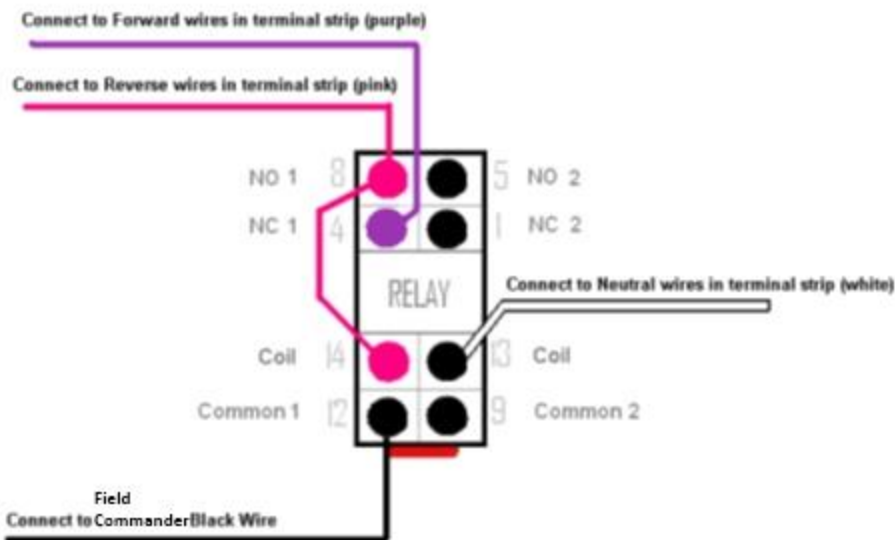 Connect to Forward wires in terminal strip (purple)
Connect to Reverse wires in terminal strip (pink)
NO 1 8 5 NO 2
NC 1 4 1 NC 2
RELAY
Connect to Neutral wires in terminal strip (white)
Coil 14 13 Coil
Common 1 12 9 Common 2
Field
Connect to Commander Black Wire